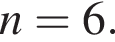 n = 6.